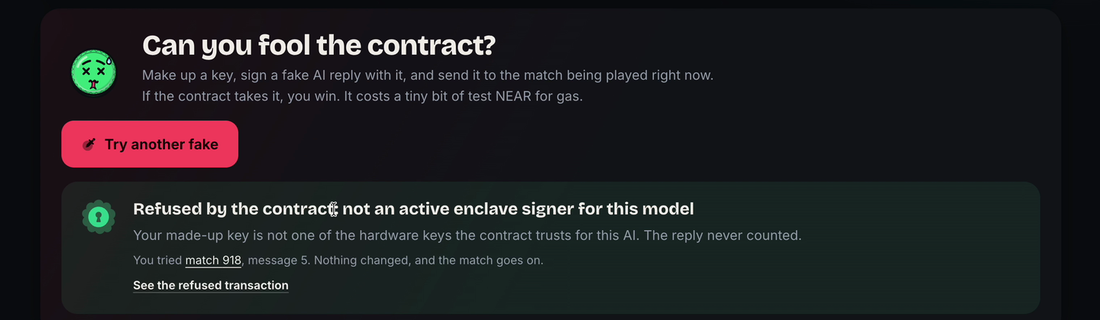 Can you fool the contract?
Make up a key, sign a fake AI reply with it, and send it to the match being played right now.
If the contract takes it, you win. It costs a tiny bit of test NEAR for gas.
Try another fake
Refused by the contract: not an active enclave signer for this model
Your made-up key is not one of the hardware keys the contract trusts for this AI. The reply never counted.
You tried match 918, message 5. Nothing changed, and the match goes on.
See the refused transaction